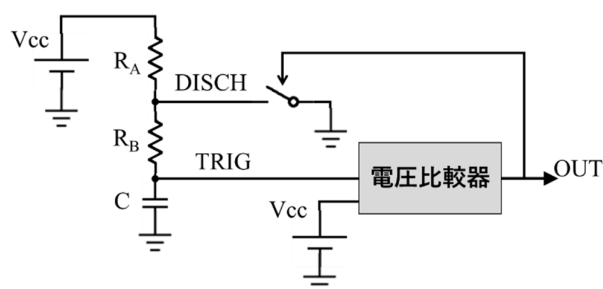 Vcc
RA
DISCH
RB
TRIG
電圧比較器
OUT
C
Vcc